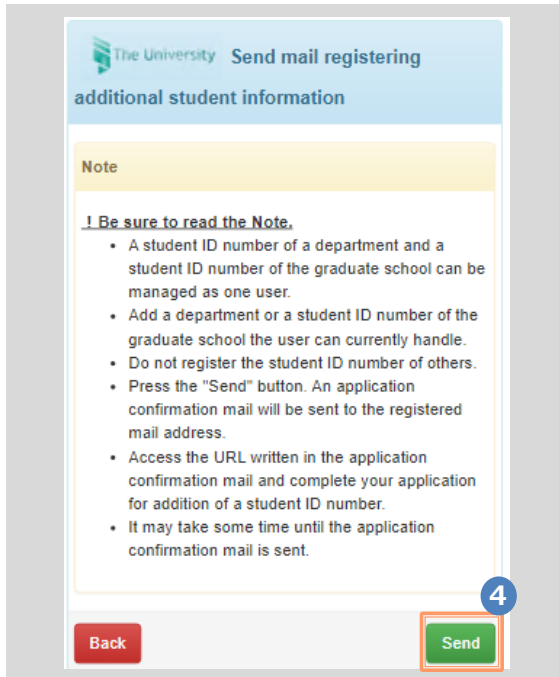 The University Send mail registering
additional student information
Note
! Be sure to read the Note.
• A student ID number of a department and a
student ID number of the graduate school can be
managed as one user.
• Add a department or a student ID number of the
graduate school the user can currently handle.
• Do not register the student ID number of others.
• Press the "Send" button. An application
confirmation mail will be sent to the registered
mail address.
• Access the URL written in the application
confirmation mail and complete your application
for addition of a student ID number.
• It may take some time until the application
confirmation mail is sent.
4
Back Send